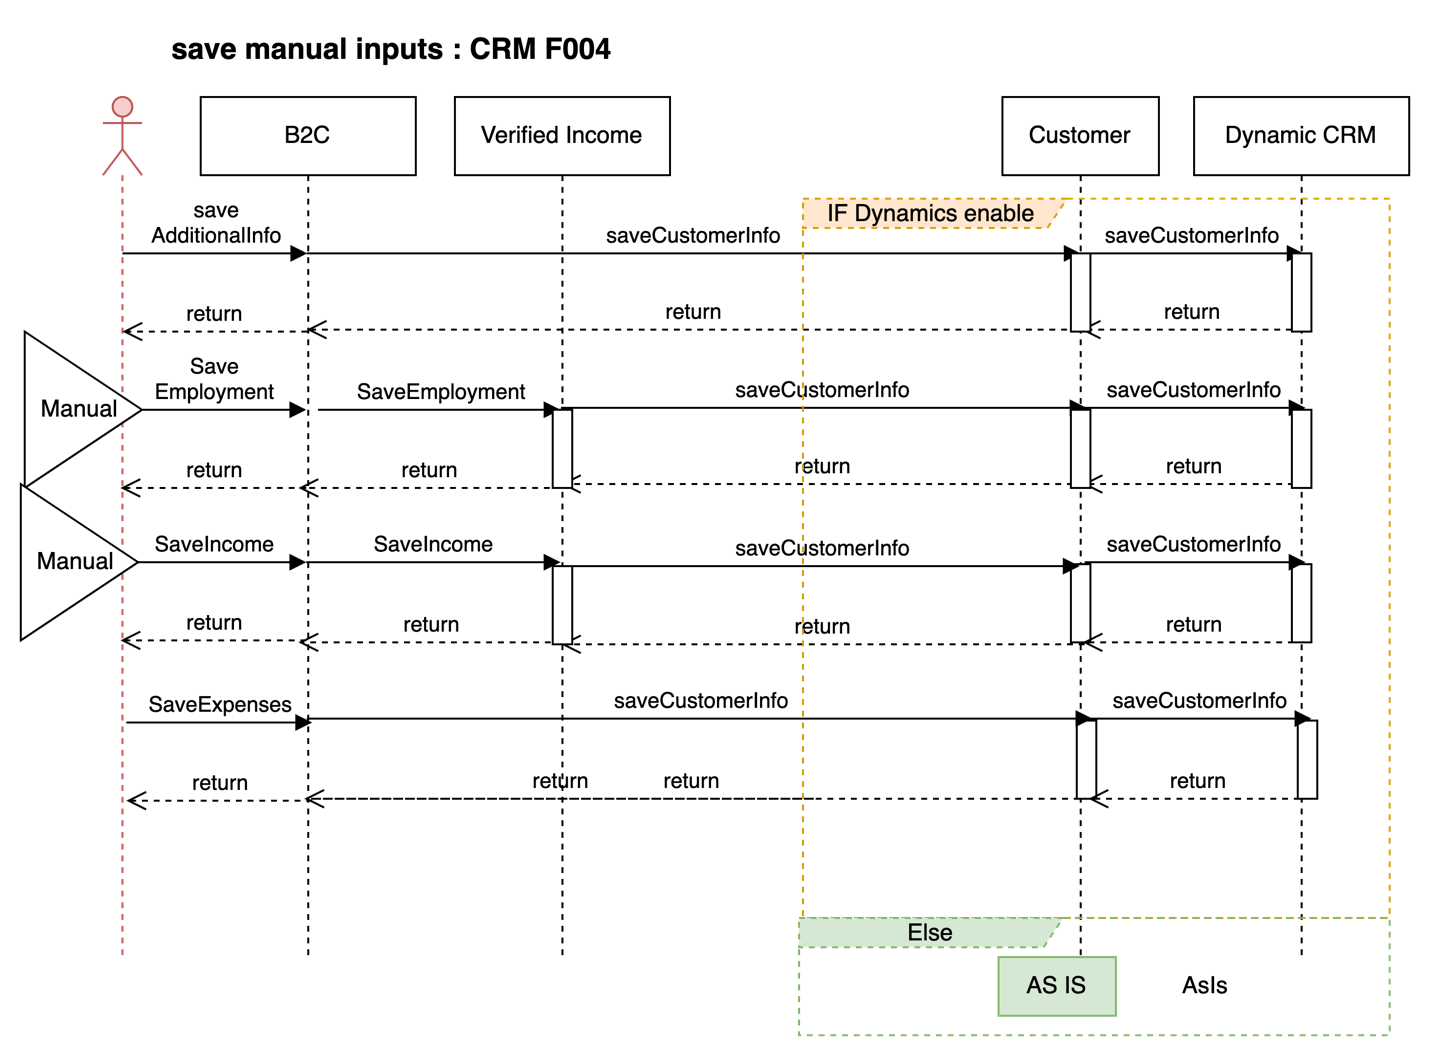 save manual inputs : CRM F004
B2C
Verified Income
Customer
Dynamic CRM
IF Dynamics enable
save
AdditionalInfo
saveCustomerInfo
saveCustomerInfo
return
return
return
Manual
Save
Employment
SaveEmployment
saveCustomerInfo
saveCustomerInfo
return
return
return
return
Manual
SaveIncome
SaveIncome
saveCustomerInfo
saveCustomerInfo
return
return
return
return
SaveExpenses
saveCustomerInfo
saveCustomerInfo
return
return
return
return
Else
AS IS
AsIs